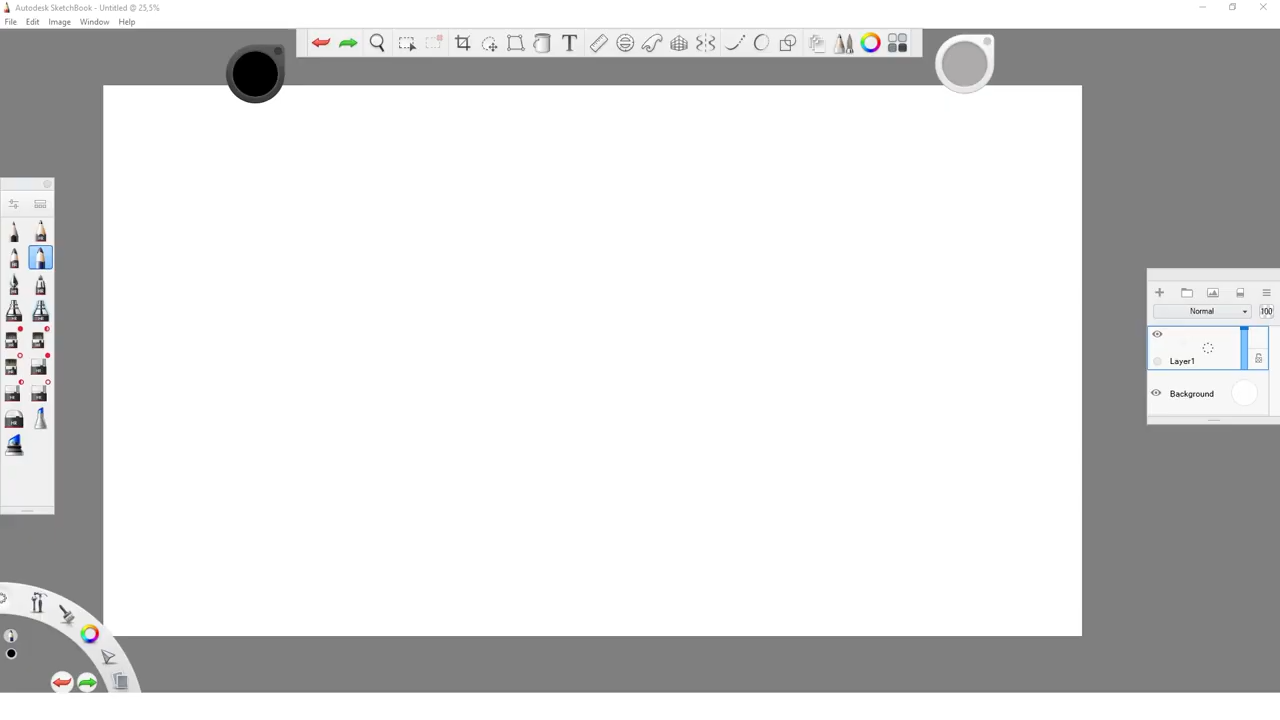 Autodesk SketchBook - Untitled @ 25,5%
File Edit Image Window Help
T
Normal
100
Layer1
Background